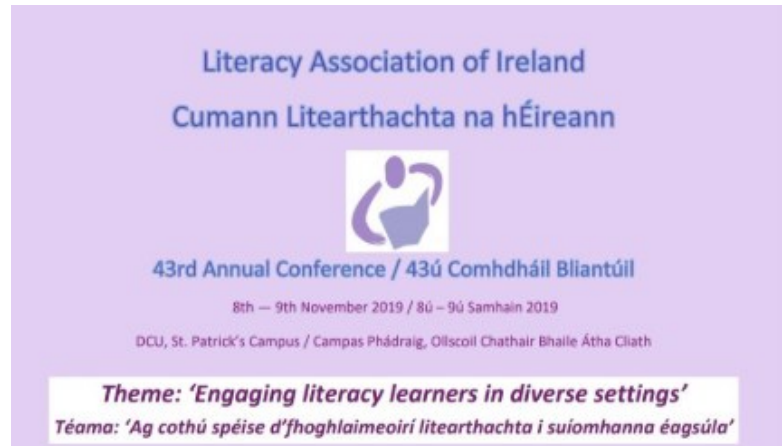 Literacy Association of Ireland
Cumann Litearthachta na hÉireann
43rd Annual Conference / 43ú Comhdháil Bliantúil
8th — 9th November 2019 / 8ú – 9ú Samhain 2019
DCU, St. Patrick's Campus / Campas Phádraig, Ollscoil Chathair Bhaile Átha Cliath
Theme: 'Engaging literacy learners in diverse settings'
Téama: 'Ag cothú spéise d'fhoghlaimeoirí litearthachta i suíomhanna éagsúla'